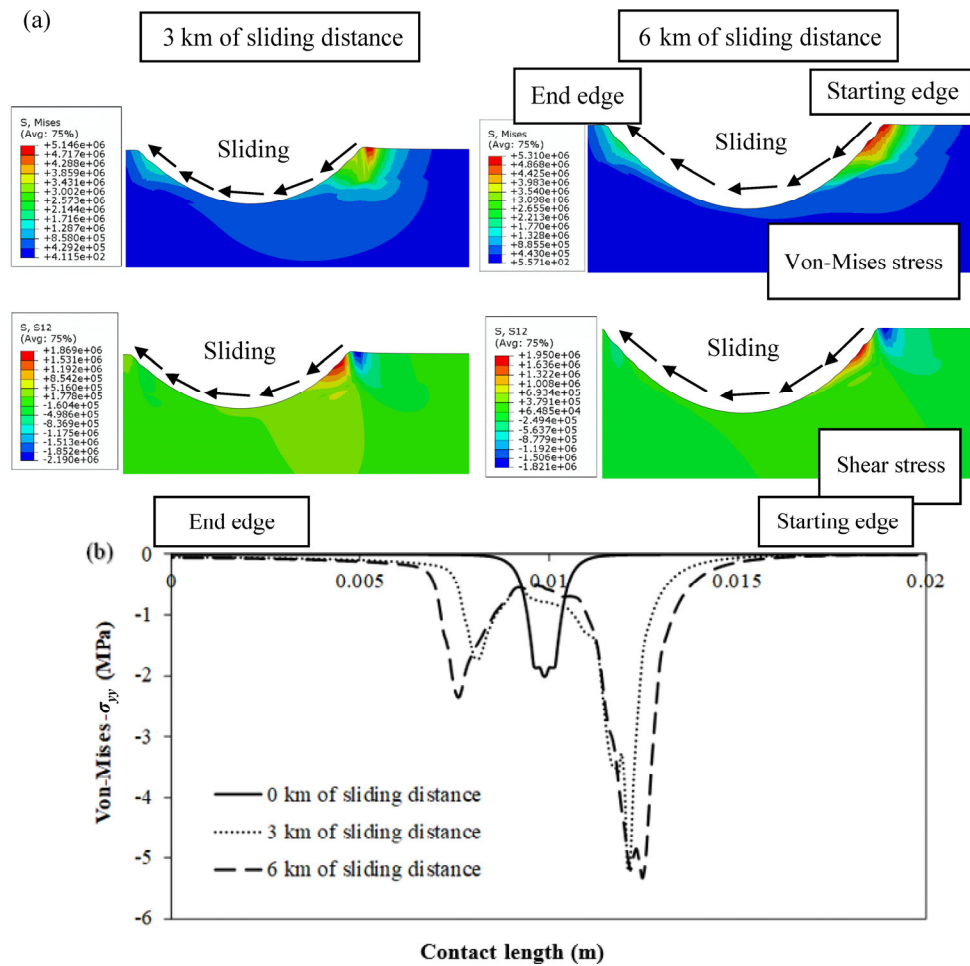 (a)
3 km of sliding distance
6 km of sliding distance
End edge
Starting edge
S, Mises
(Avg: 75%)
+5.146e+06
+4.717e+06
+4.288e+06
+3.859e+06
+3.431e+06
+3.002e+06
+2.573e+06
+2.144e+06
+1.716e+06
+1.287e+06
+8.580e+05
+4.292e+05
+4.115e+02
Sliding
S, Mises
(Avg: 75%)
+5.310e+06
+4.868e+06
+4.425e+06
+3.983e+06
+3.540e+06
+3.098e+06
+2.655e+06
+2.213e+06
+1.770e+06
+1.328e+06
+8.855e+05
+4.430e+05
+5.571e+02
Sliding
Von-Mises stress
S, S12
(Avg: 75%)
+1.869e+06
+1.531e+06
+1.192e+06
+8.542e+05
+5.160e+05
+1.778e+05
-1.604e+05
-4.986e+05
-8.369e+05
-1.175e+06
-1.513e+06
-1.852e+06
-2.190e+06
Sliding
S, S12
(Avg: 75%)
+1.950e+06
+1.636e+06
+1.322e+06
+1.008e+06
+6.934e+05
+3.791e+05
+6.485e+04
-2.494e+05
-5.637e+05
-8.779e+05
-1.192e+06
-1.506e+06
-1.821e+06
Sliding
Shear stress
End edge
Starting edge
(b)
0
-1
-2
-3
-4
-5
-6
0
0.005
0.01
0.015
0.02
Von-Mises-σyy (MPa)
0 km of sliding distance
3 km of sliding distance
6 km of sliding distance
Contact length (m)